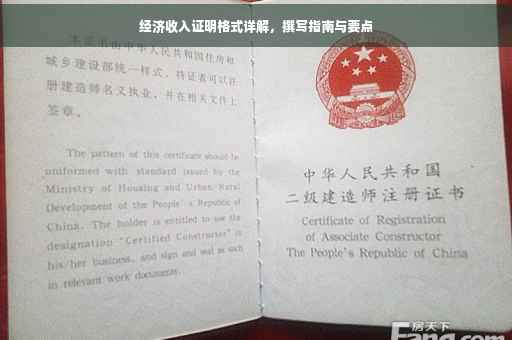 经济收入证明格式详解，撰写指南与要点
本证书由中华人民共和国住房和
城乡建设部统一样式，持证者可以注
册建造师名义执业，并在相关文件上
签章。
The pattern of this certificate should be
uniformed with standard issued by the
Ministry of Housing and Urban Rural
Development of the People's Republic of
China. The holder is entitled to use the
designation "Certified Constructor" in
his/her business, and sign and seal as such
in relevant work documents.
中华人民共和国
二级建造师注册证书
Certificate of Registration
of Associate Constructor
The People's Republic of China
房天下
Fang.com